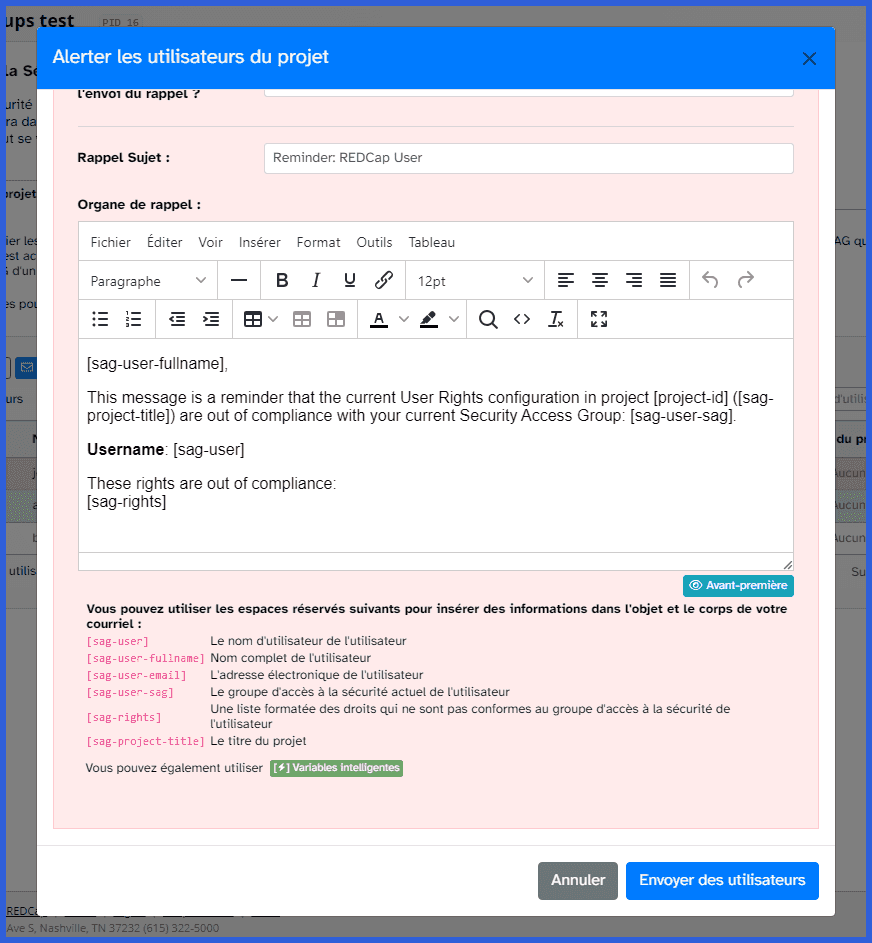 ups test PID 16
Alerter les utilisateurs du projet
l'envoi du rappel ?
Rappel Sujet :
Reminder: REDCap User
Organe de rappel :
Fichier Éditer Voir Insérer Format Outils Tableau
Paragraphe B I U 12pt
[sag-user-fullname],
This message is a reminder that the current User Rights configuration in project [project-id] ([sag-
project-title]) are out of compliance with your current Security Access Group: [sag-user-sag].
Username: [sag-user]
These rights are out of compliance:
[sag-rights]
Avant-première
Vous pouvez utiliser les espaces réservés suivants pour insérer des informations dans l'objet et le corps de votre
courriel :
[sag-user] Le nom d'utilisateur de l'utilisateur
[sag-user-fullname] Nom complet de l'utilisateur
[sag-user-email] L'adresse électronique de l'utilisateur
[sag-user-sag] Le groupe d'accès à la sécurité actuel de l'utilisateur
[sag-rights] Une liste formatée des droits qui ne sont pas conformes au groupe d'accès à la sécurité de
l'utilisateur
[sag-project-title] Le titre du projet
Vous pouvez également utiliser [⚡] Variables intelligentes
Annuler Envoyer des utilisateurs
Ave S, Nashville, TN 37232 (615) 322-5000